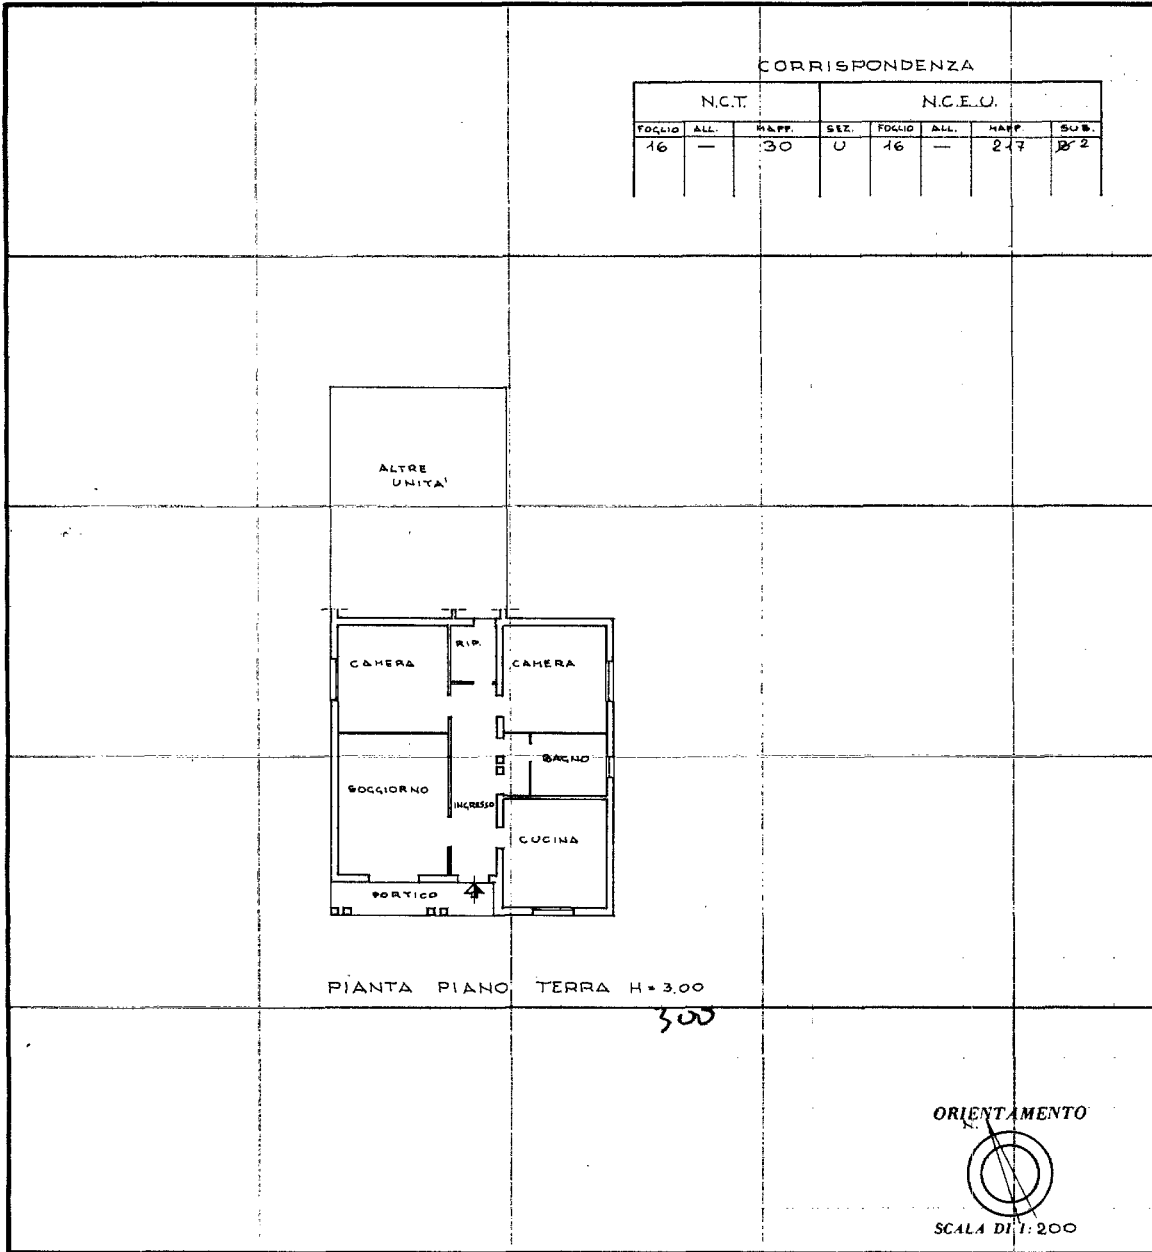 CORRISPONDENZA
N.C.T. N.C.E.U.
FOGLIO ALL. MAPP. SEZ. FOGLIO ALL. MAPP. SUB.
16 — 30 U 16 — 217 2
ALTRE
UNITA'
CAMERA RIP. CAMERA
SOGGIORNO INGRESSO BAGNO
CUCINA
PORTICO
PIANTA PIANO TERRA H=3.00
300
ORIENTAMENTO
N.
SCALA DI 1:200